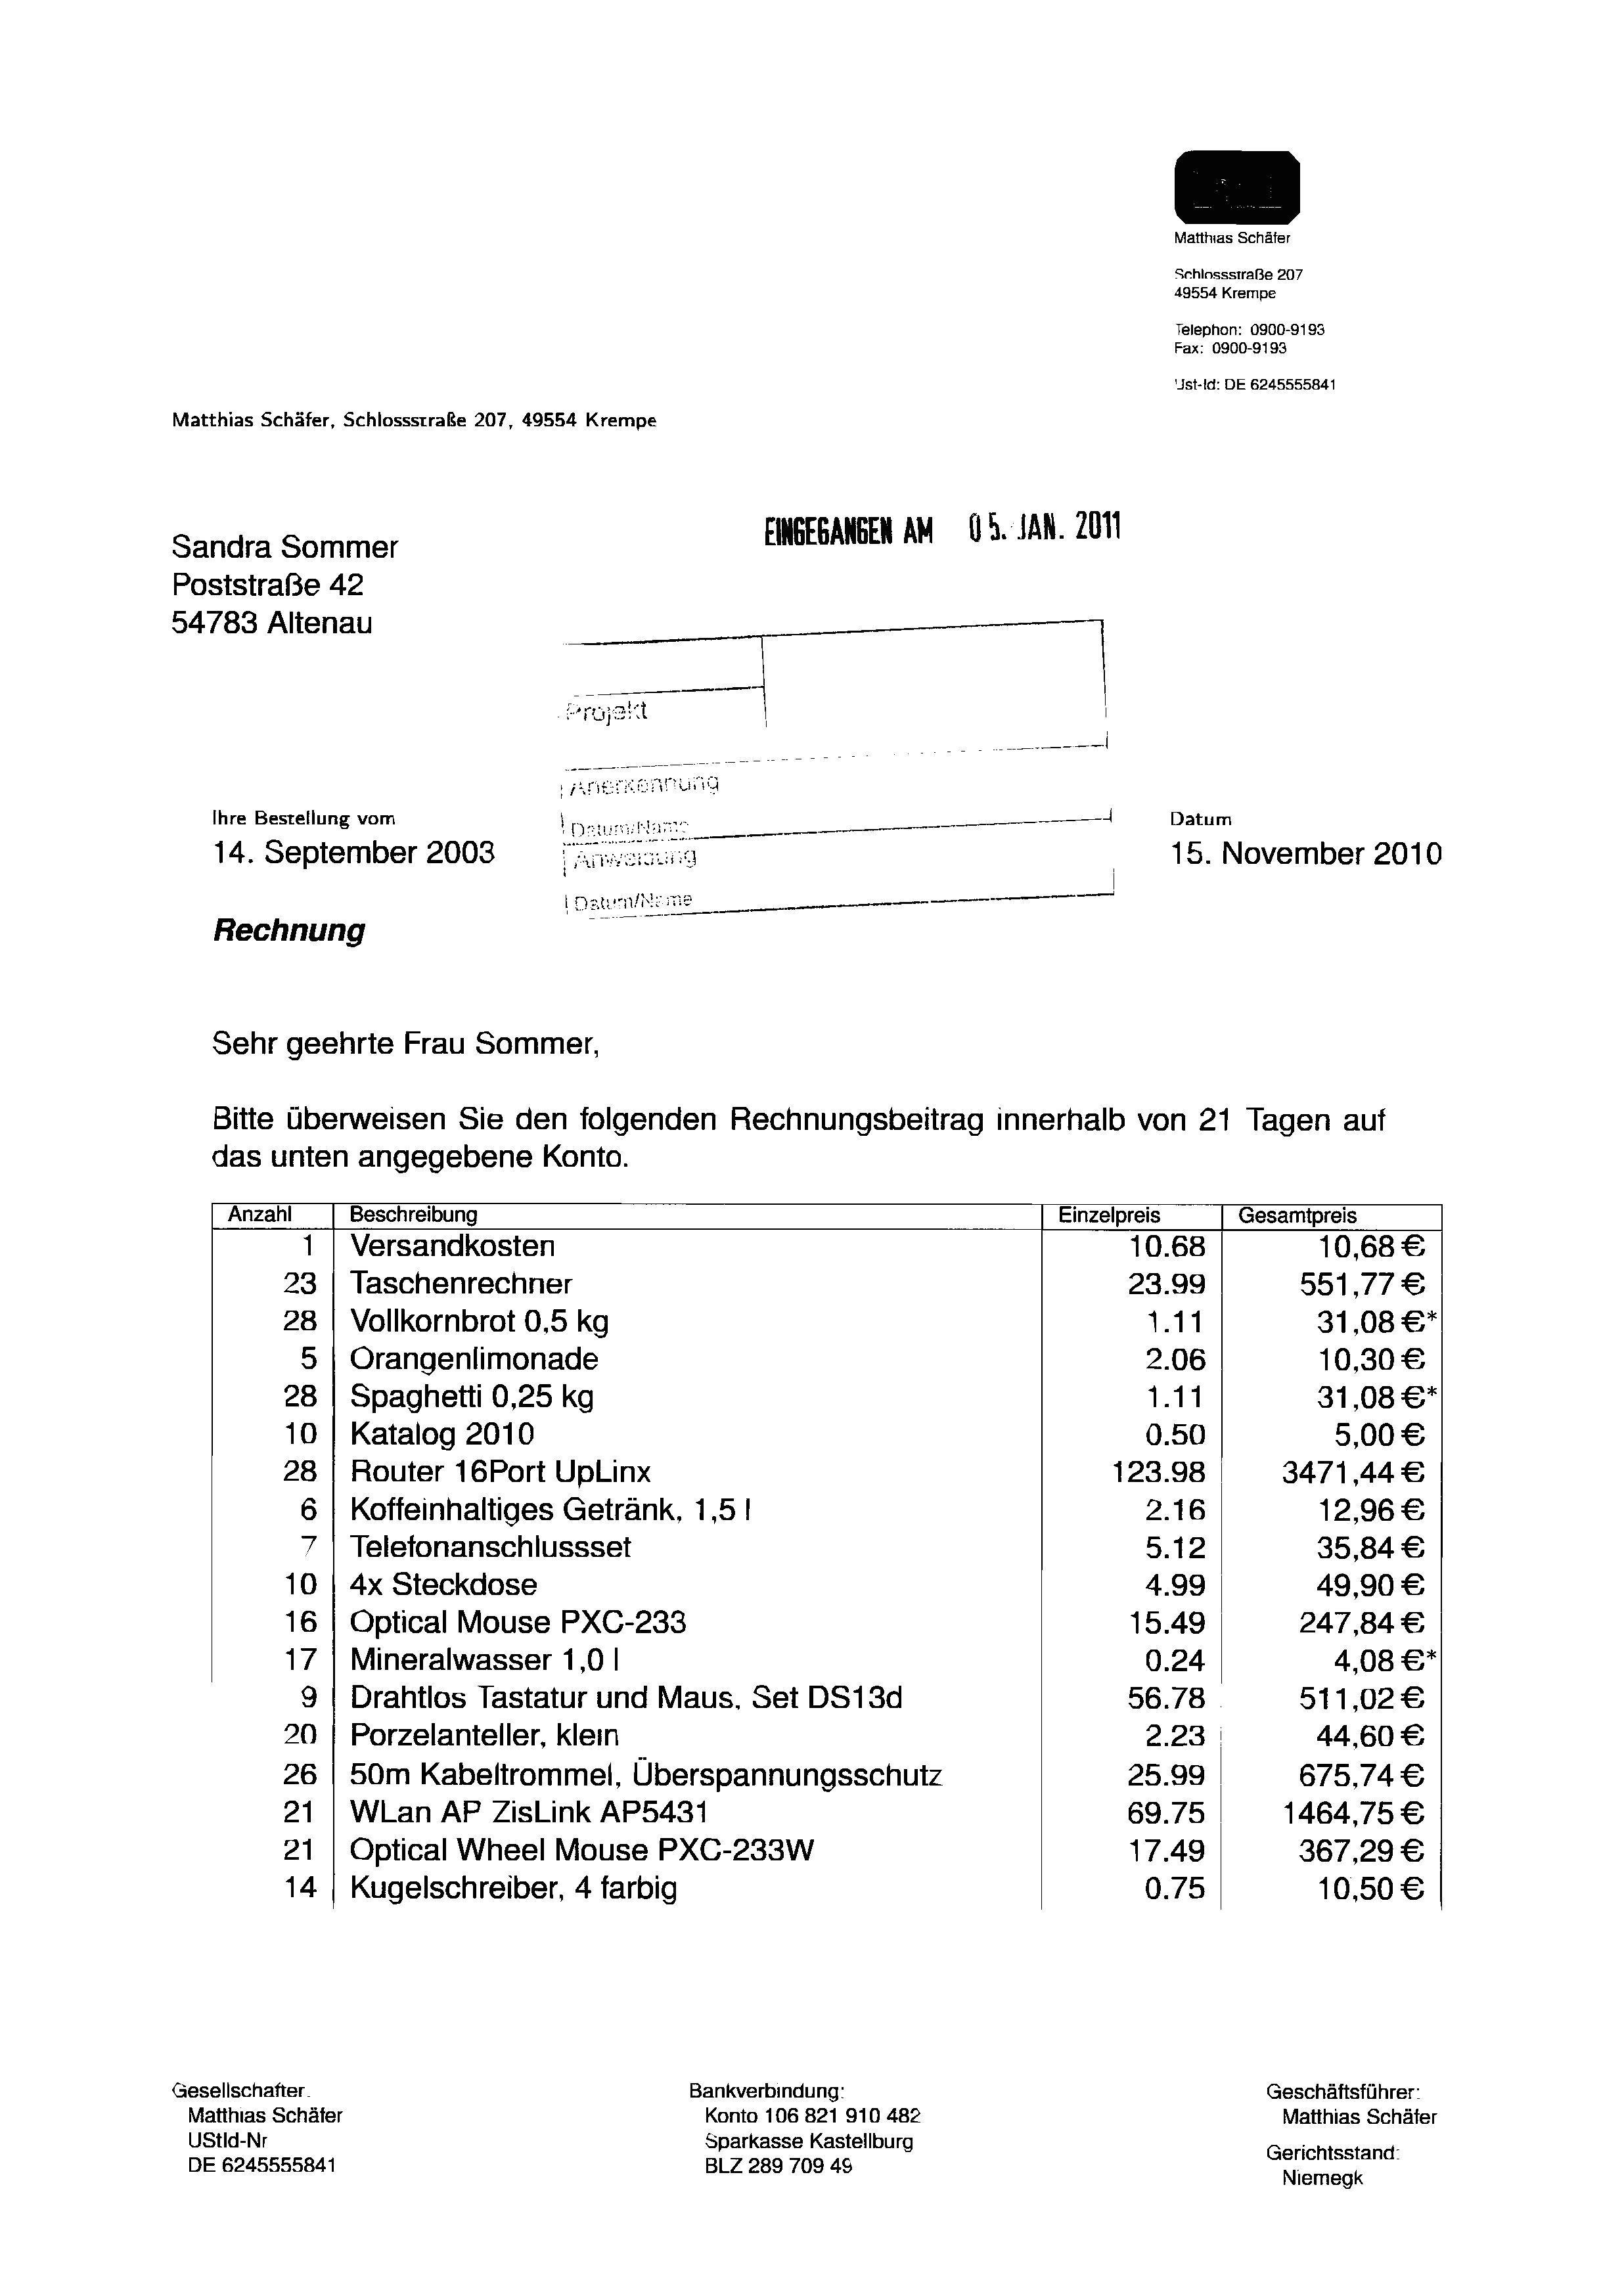 Matthias Schäfer
Schlossstraße 207
49554 Krempe
Telephon: 0900-9193
Fax: 0900-9193
Ust-Id: DE 6245555841
Matthias Schäfer, Schlossstraße 207, 49554 Krempe
EINGEGANGEN AM 05. JAN. 2011
Sandra Sommer
Poststraße 42
54783 Altenau
Projekt
Anerkennung
Datum/Name
Anweisung
Datum/Name
Ihre Bestellung vom
14. September 2003
Datum
15. November 2010
Rechnung
Sehr geehrte Frau Sommer,
Bitte überweisen Sie den folgenden Rechnungsbeitrag innerhalb von 21 Tagen auf
das unten angegebene Konto.
Anzahl Beschreibung Einzelpreis Gesamtpreis
1 Versandkosten 10.68 10,68 €
23 Taschenrechner 23.99 551,77 €
28 Vollkornbrot 0,5 kg 1.11 31,08 €*
5 Orangenlimonade 2.06 10,30 €
28 Spaghetti 0,25 kg 1.11 31,08 €*
10 Katalog 2010 0.50 5,00 €
28 Router 16Port UpLinx 123.98 3471,44 €
6 Koffeinhaltiges Getränk, 1,5 l 2.16 12,96 €
7 Telefonanschlussset 5.12 35,84 €
10 4x Steckdose 4.99 49,90 €
16 Optical Mouse PXC-233 15.49 247,84 €
17 Mineralwasser 1,0 l 0.24 4,08 €*
9 Drahtlos Tastatur und Maus, Set DS13d 56.78 511,02 €
20 Porzelanteller, klein 2.23 44,60 €
26 50m Kabeltrommel, Überspannungsschutz 25.99 675,74 €
21 WLan AP ZisLink AP5431 69.75 1464,75 €
21 Optical Wheel Mouse PXC-233W 17.49 367,29 €
14 Kugelschreiber, 4 farbig 0.75 10,50 €
Gesellschafter:
Matthias Schäfer
UStId-Nr
DE 6245555841
Bankverbindung:
Konto 106 821 910 482
Sparkasse Kastellburg
BLZ 289 709 49
Geschäftsführer:
Matthias Schäfer
Gerichtsstand:
Niemegk